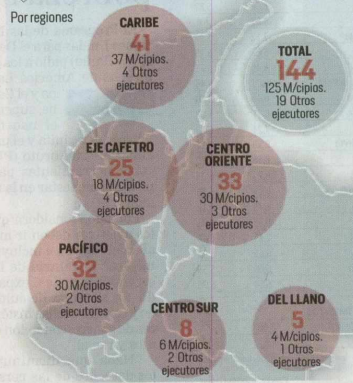 Por regiones
CARIBE
41
37 M/cipios.
4 Otros
ejecutores
TOTAL
144
125 M/cipios.
19 Otros
ejecutores
EJE CAFETRO
25
18 M/cipios.
4 Otros
ejecutores
CENTRO
ORIENTE
33
30 M/cipios.
3 Otros
ejecutores
PACÍFICO
32
30 M/cipios.
2 Otros
ejecutores
CENTRO SUR
8
6 M/cipios.
2 Otros
ejecutores
DEL LLANO
5
4 M/cipios.
1 Otros
ejecutores